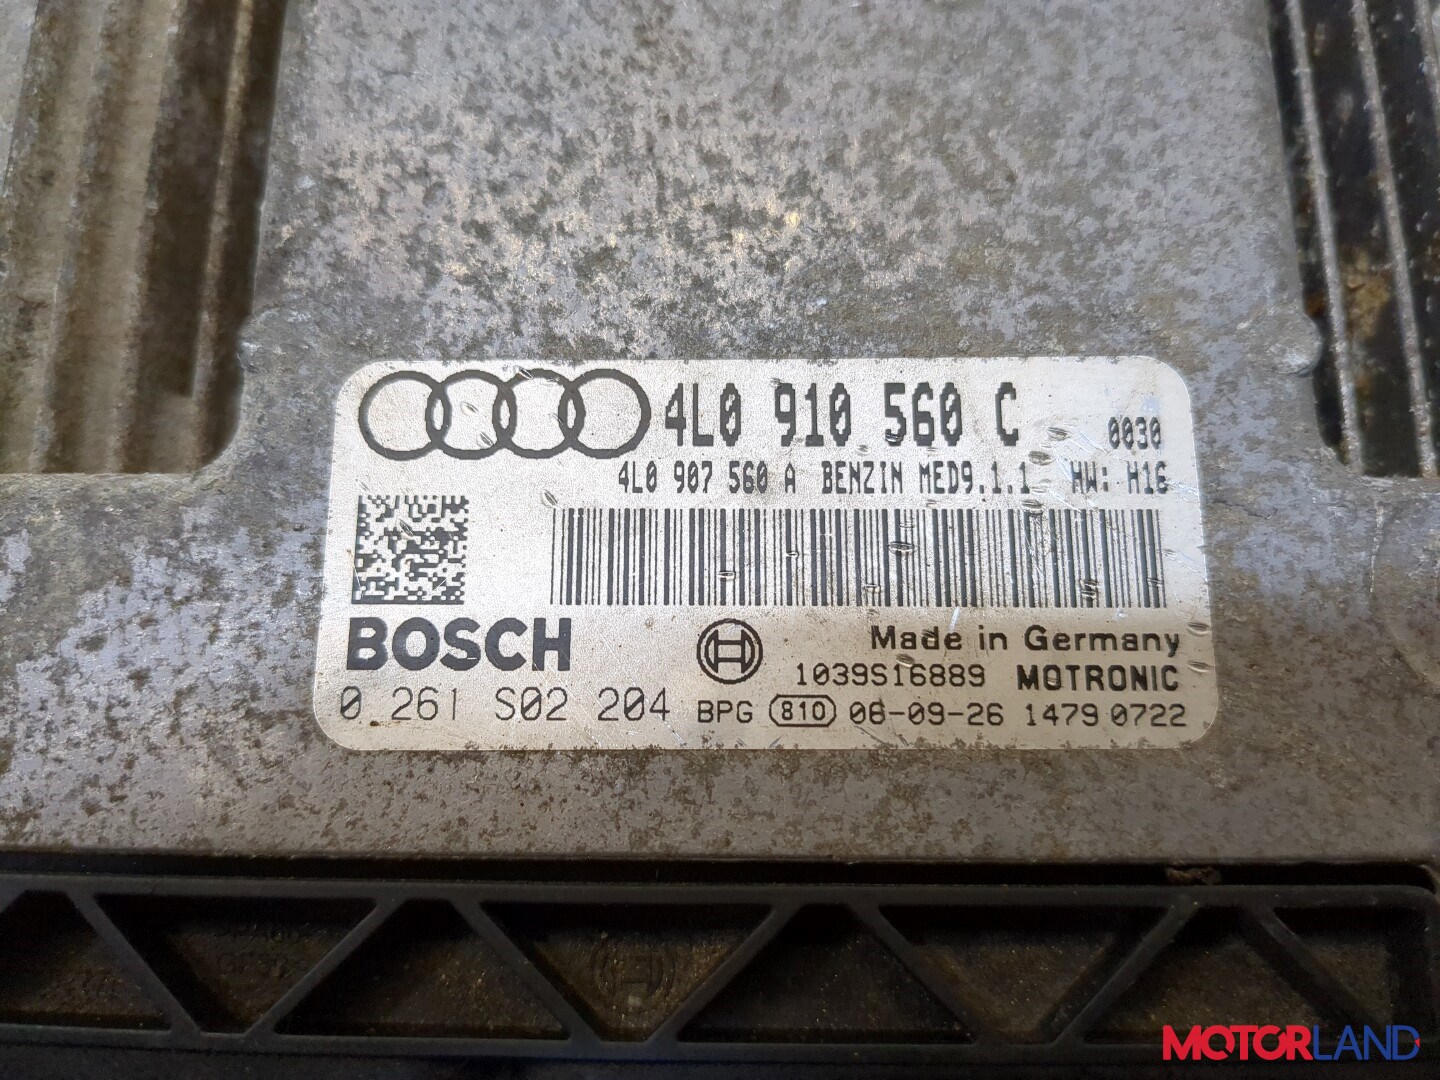 4L0 910 560 C 0030
4L0 907 560 A BENZIN MED9.1.1 HW: H16
BOSCH
Made in Germany
1039S16889 MOTRONIC
0 261 S02 204 BPG 810 06-09-26 1479 0722
MOTORLAND